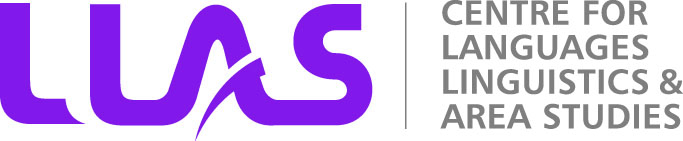 LLAS
CENTRE FOR
LANGUAGES
LINGUISTICS &
AREA STUDIES